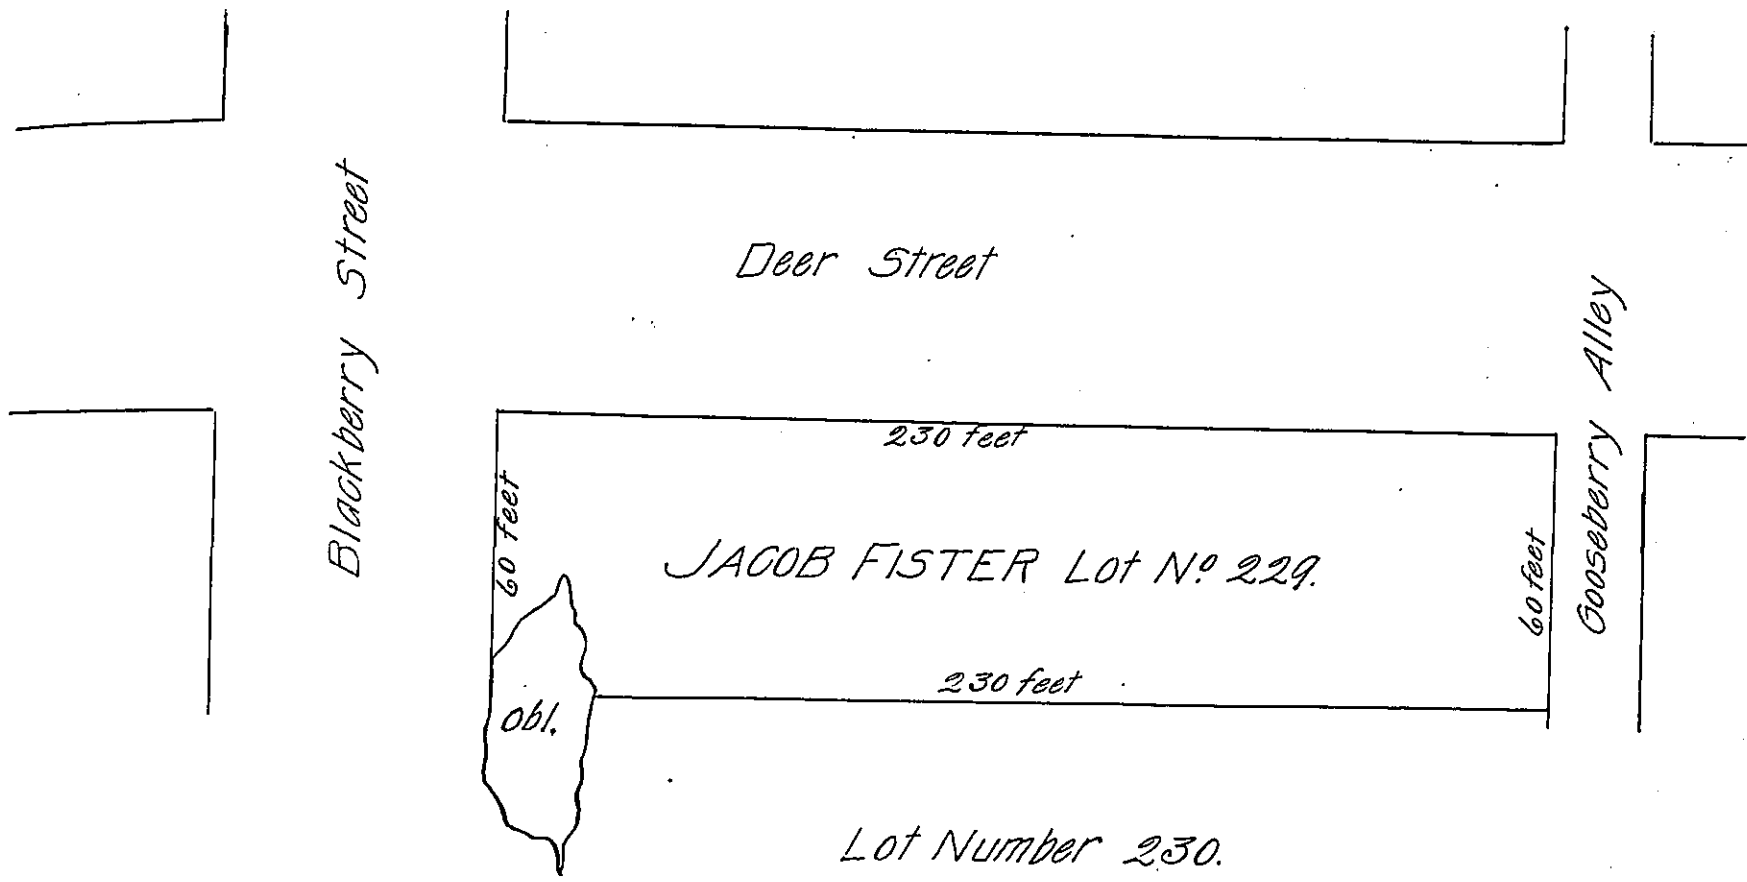 Blackberry Street
Deer Street
Gooseberry Alley
230 feet
60 feet
JACOB FISTER Lot No 229.
60 feet
230 feet
Obl.
Lot Number 230.